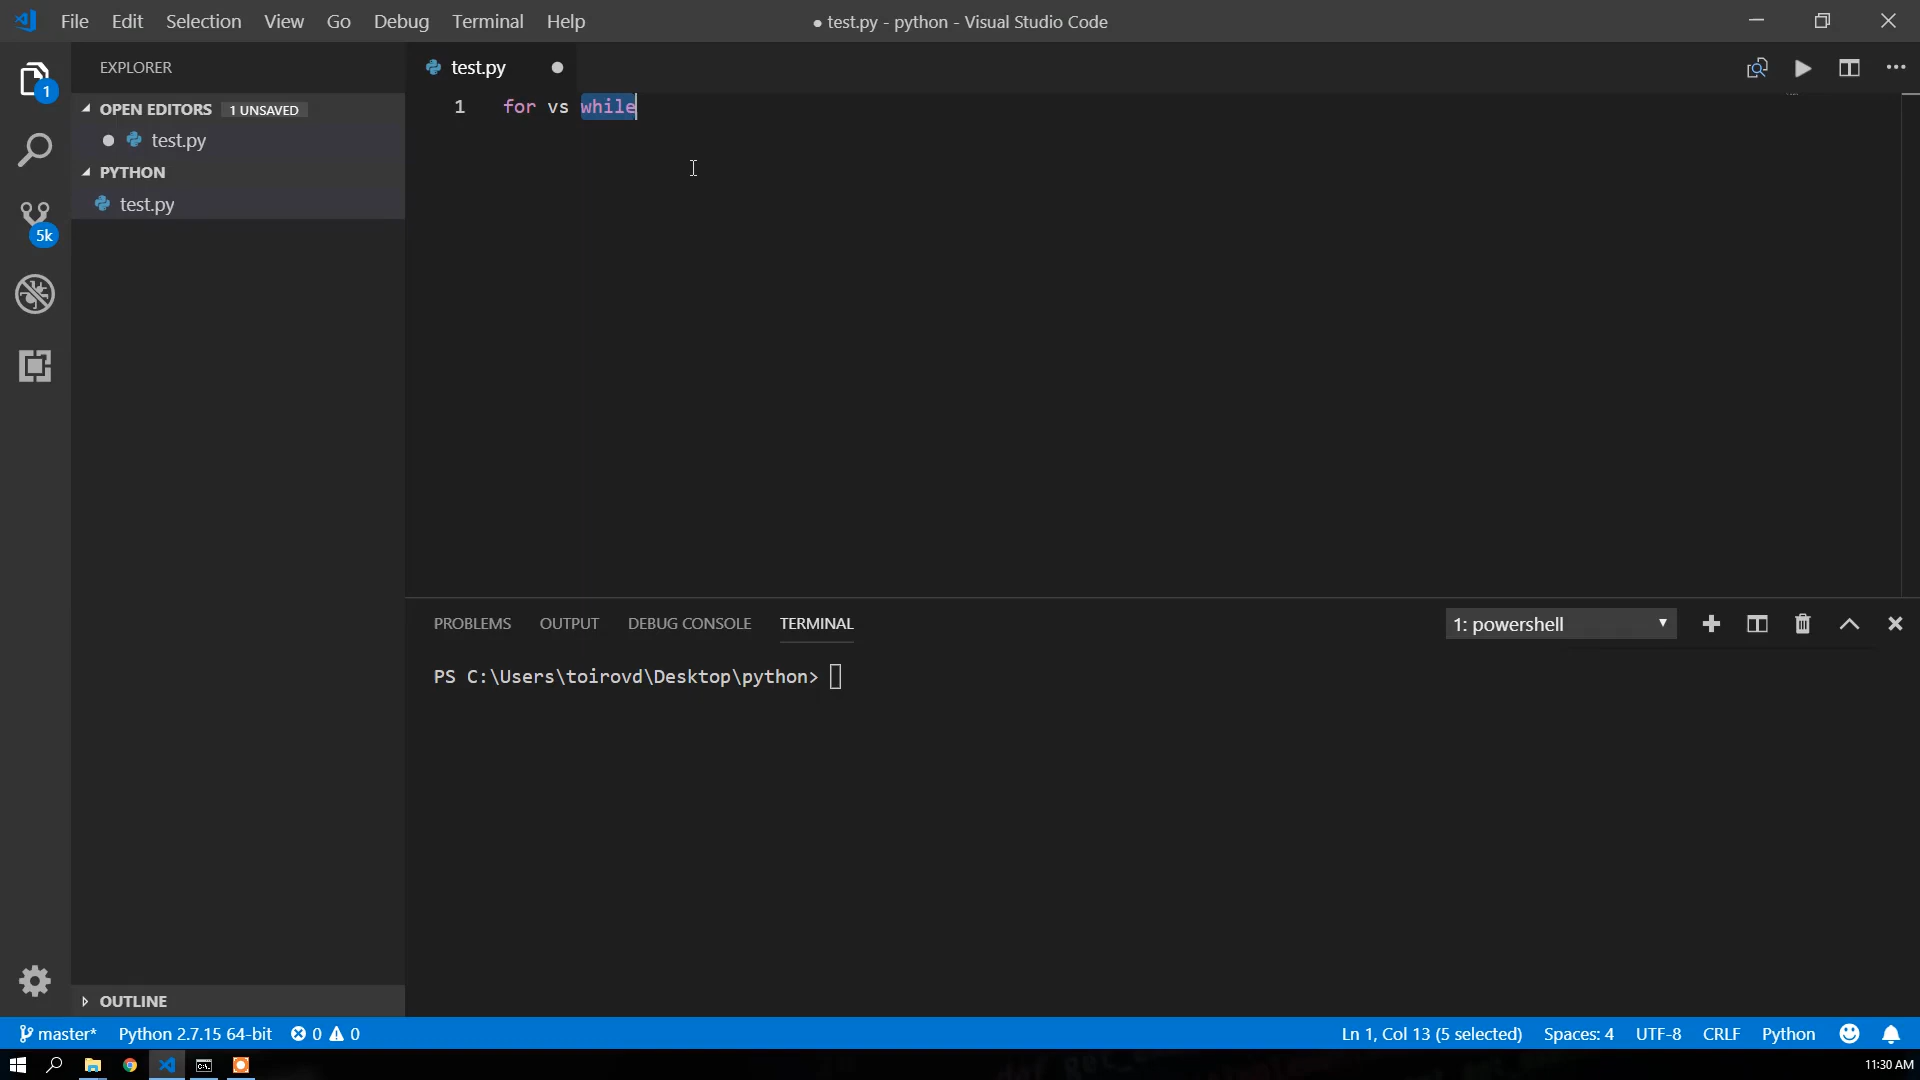 File Edit Selection View Go Debug Terminal Help
● test.py - python - Visual Studio Code
EXPLORER
test.py
1
OPEN EDITORS 1 UNSAVED
1 for vs while
test.py
PYTHON
test.py
5k
PROBLEMS OUTPUT DEBUG CONSOLE TERMINAL
1: powershell
PS C:\Users\toirovd\Desktop\python>
OUTLINE
master* Python 2.7.15 64-bit 0 0
Ln 1, Col 13 (5 selected) Spaces: 4 UTF-8 CRLF Python
11:30 AM